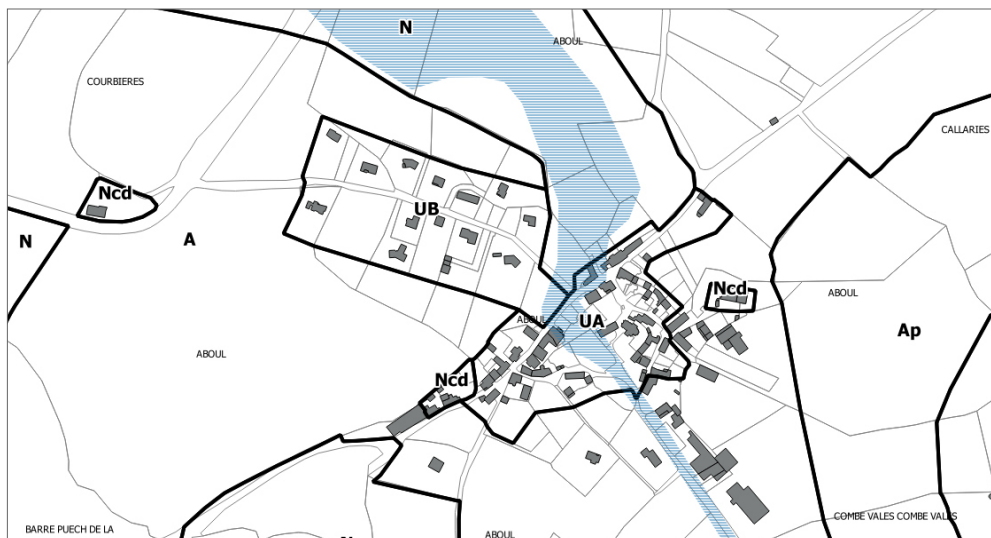 N
ABOUL
COURBIERES
CALLARIES
Ncd
UB
N
A
Ncd
ABOUL
ABOUL
UA
Ap
ABOUL
Ncd
BARRE PUECH DE LA
ABOUL
COMBE VALES COMBE VALES